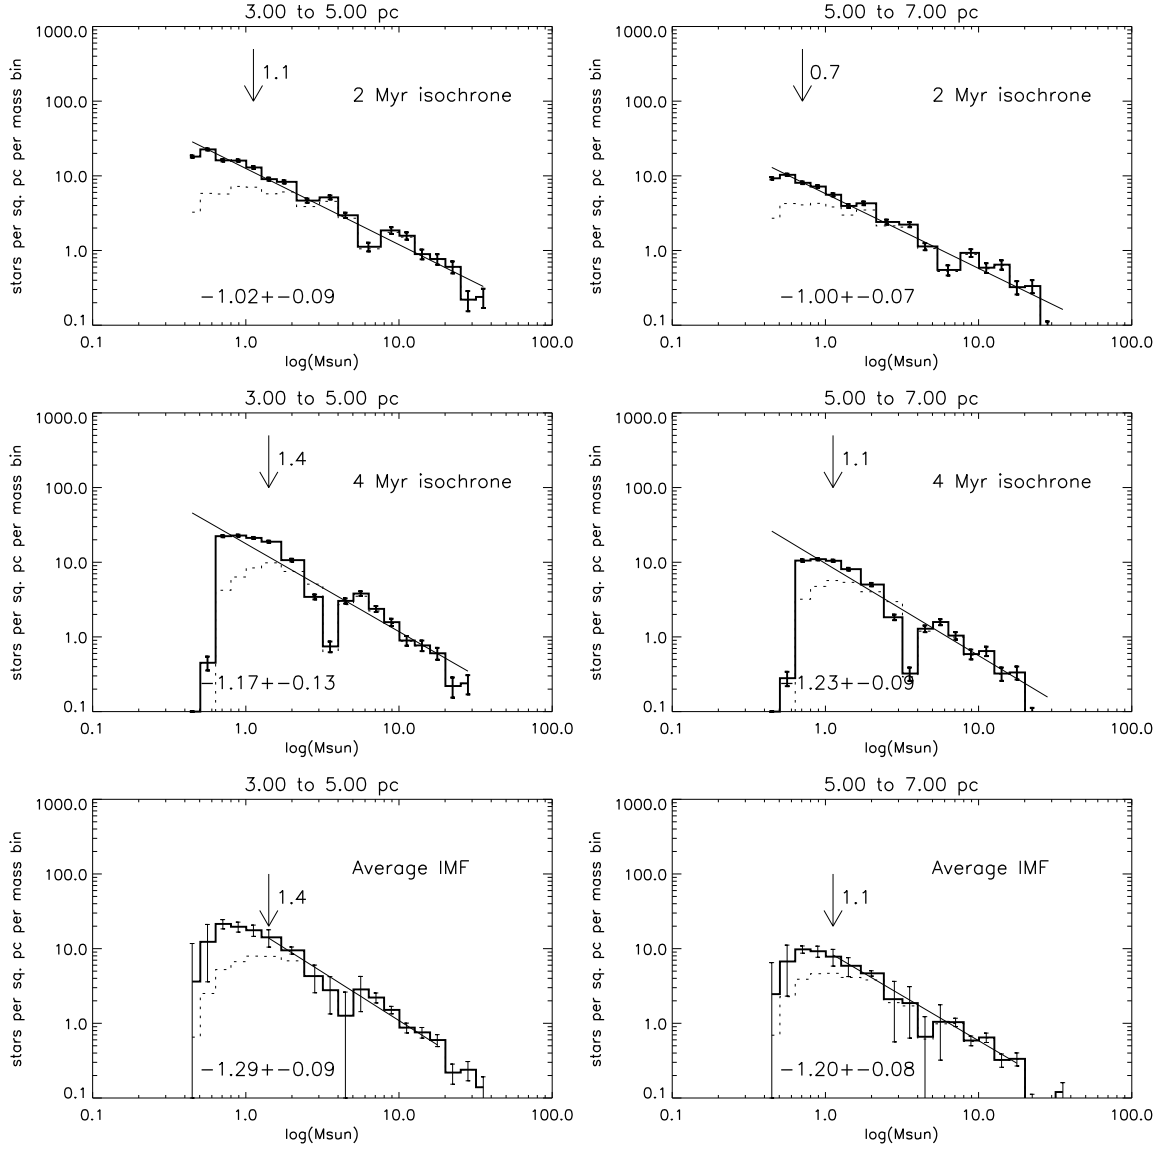 3.00 to 5.00 pc
stars per sq. pc per mass bin
1000.0
100.0
10.0
1.0
0.1
1.1
2 Myr isochrone
-1.02+-0.09
0.1
1.0
10.0
100.0
log(Msun)
5.00 to 7.00 pc
stars per sq. pc per mass bin
1000.0
100.0
10.0
1.0
0.1
0.7
2 Myr isochrone
-1.00+-0.07
0.1
1.0
10.0
100.0
log(Msun)
3.00 to 5.00 pc
stars per sq. pc per mass bin
1000.0
100.0
10.0
1.0
0.1
1.4
4 Myr isochrone
-1.17+-0.13
0.1
1.0
10.0
100.0
log(Msun)
5.00 to 7.00 pc
stars per sq. pc per mass bin
1000.0
100.0
10.0
1.0
0.1
1.1
4 Myr isochrone
-1.23+-0.09
0.1
1.0
10.0
100.0
log(Msun)
3.00 to 5.00 pc
stars per sq. pc per mass bin
1000.0
100.0
10.0
1.0
0.1
Average IMF
1.4
-1.29+-0.09
0.1
1.0
10.0
100.0
log(Msun)
5.00 to 7.00 pc
stars per sq. pc per mass bin
1000.0
100.0
10.0
1.0
0.1
Average IMF
1.1
-1.20+-0.08
0.1
1.0
10.0
100.0
log(Msun)